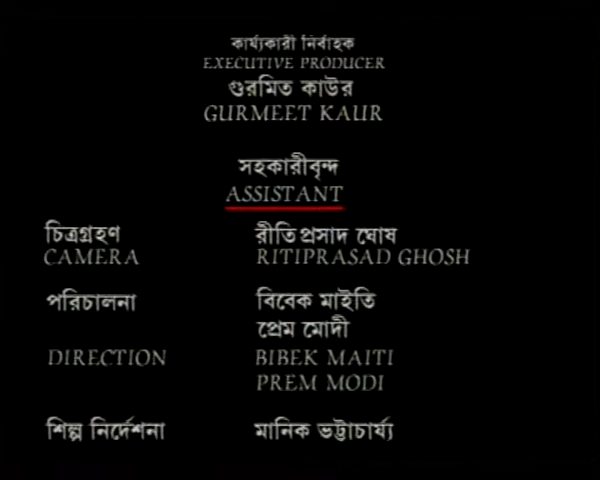 কার্য্যকারী নির্বাহক
EXECUTIVE PRODUCER
গুরমিত কাউর
GURMEET KAUR
সহকারীবৃন্দ
ASSISTANT
চিত্রগ্রহণ রীতিপ্রসাদ ঘোষ
CAMERA RITIPRASAD GHOSH
পরিচালনা বিবেক মাইতি
প্রেম মোদী
DIRECTION BIBEK MAITI
PREM MODI
শিল্প নির্দেশনা মানিক ভট্টাচার্য্য